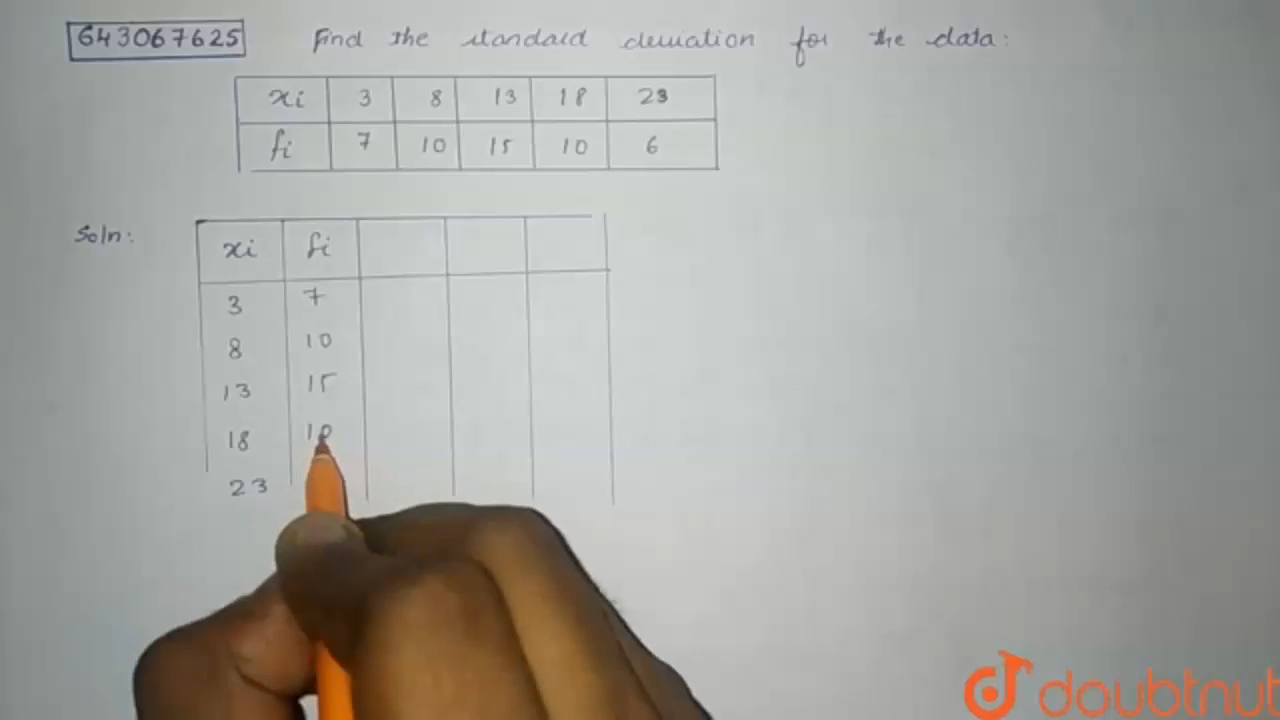 643067625 Find the standard deviation for the data:
xi 3 8 13 18 23
fi 7 10 15 10 6
Soln:
xi fi
3 7
8 10
13 15
18 10
23
doubtnut